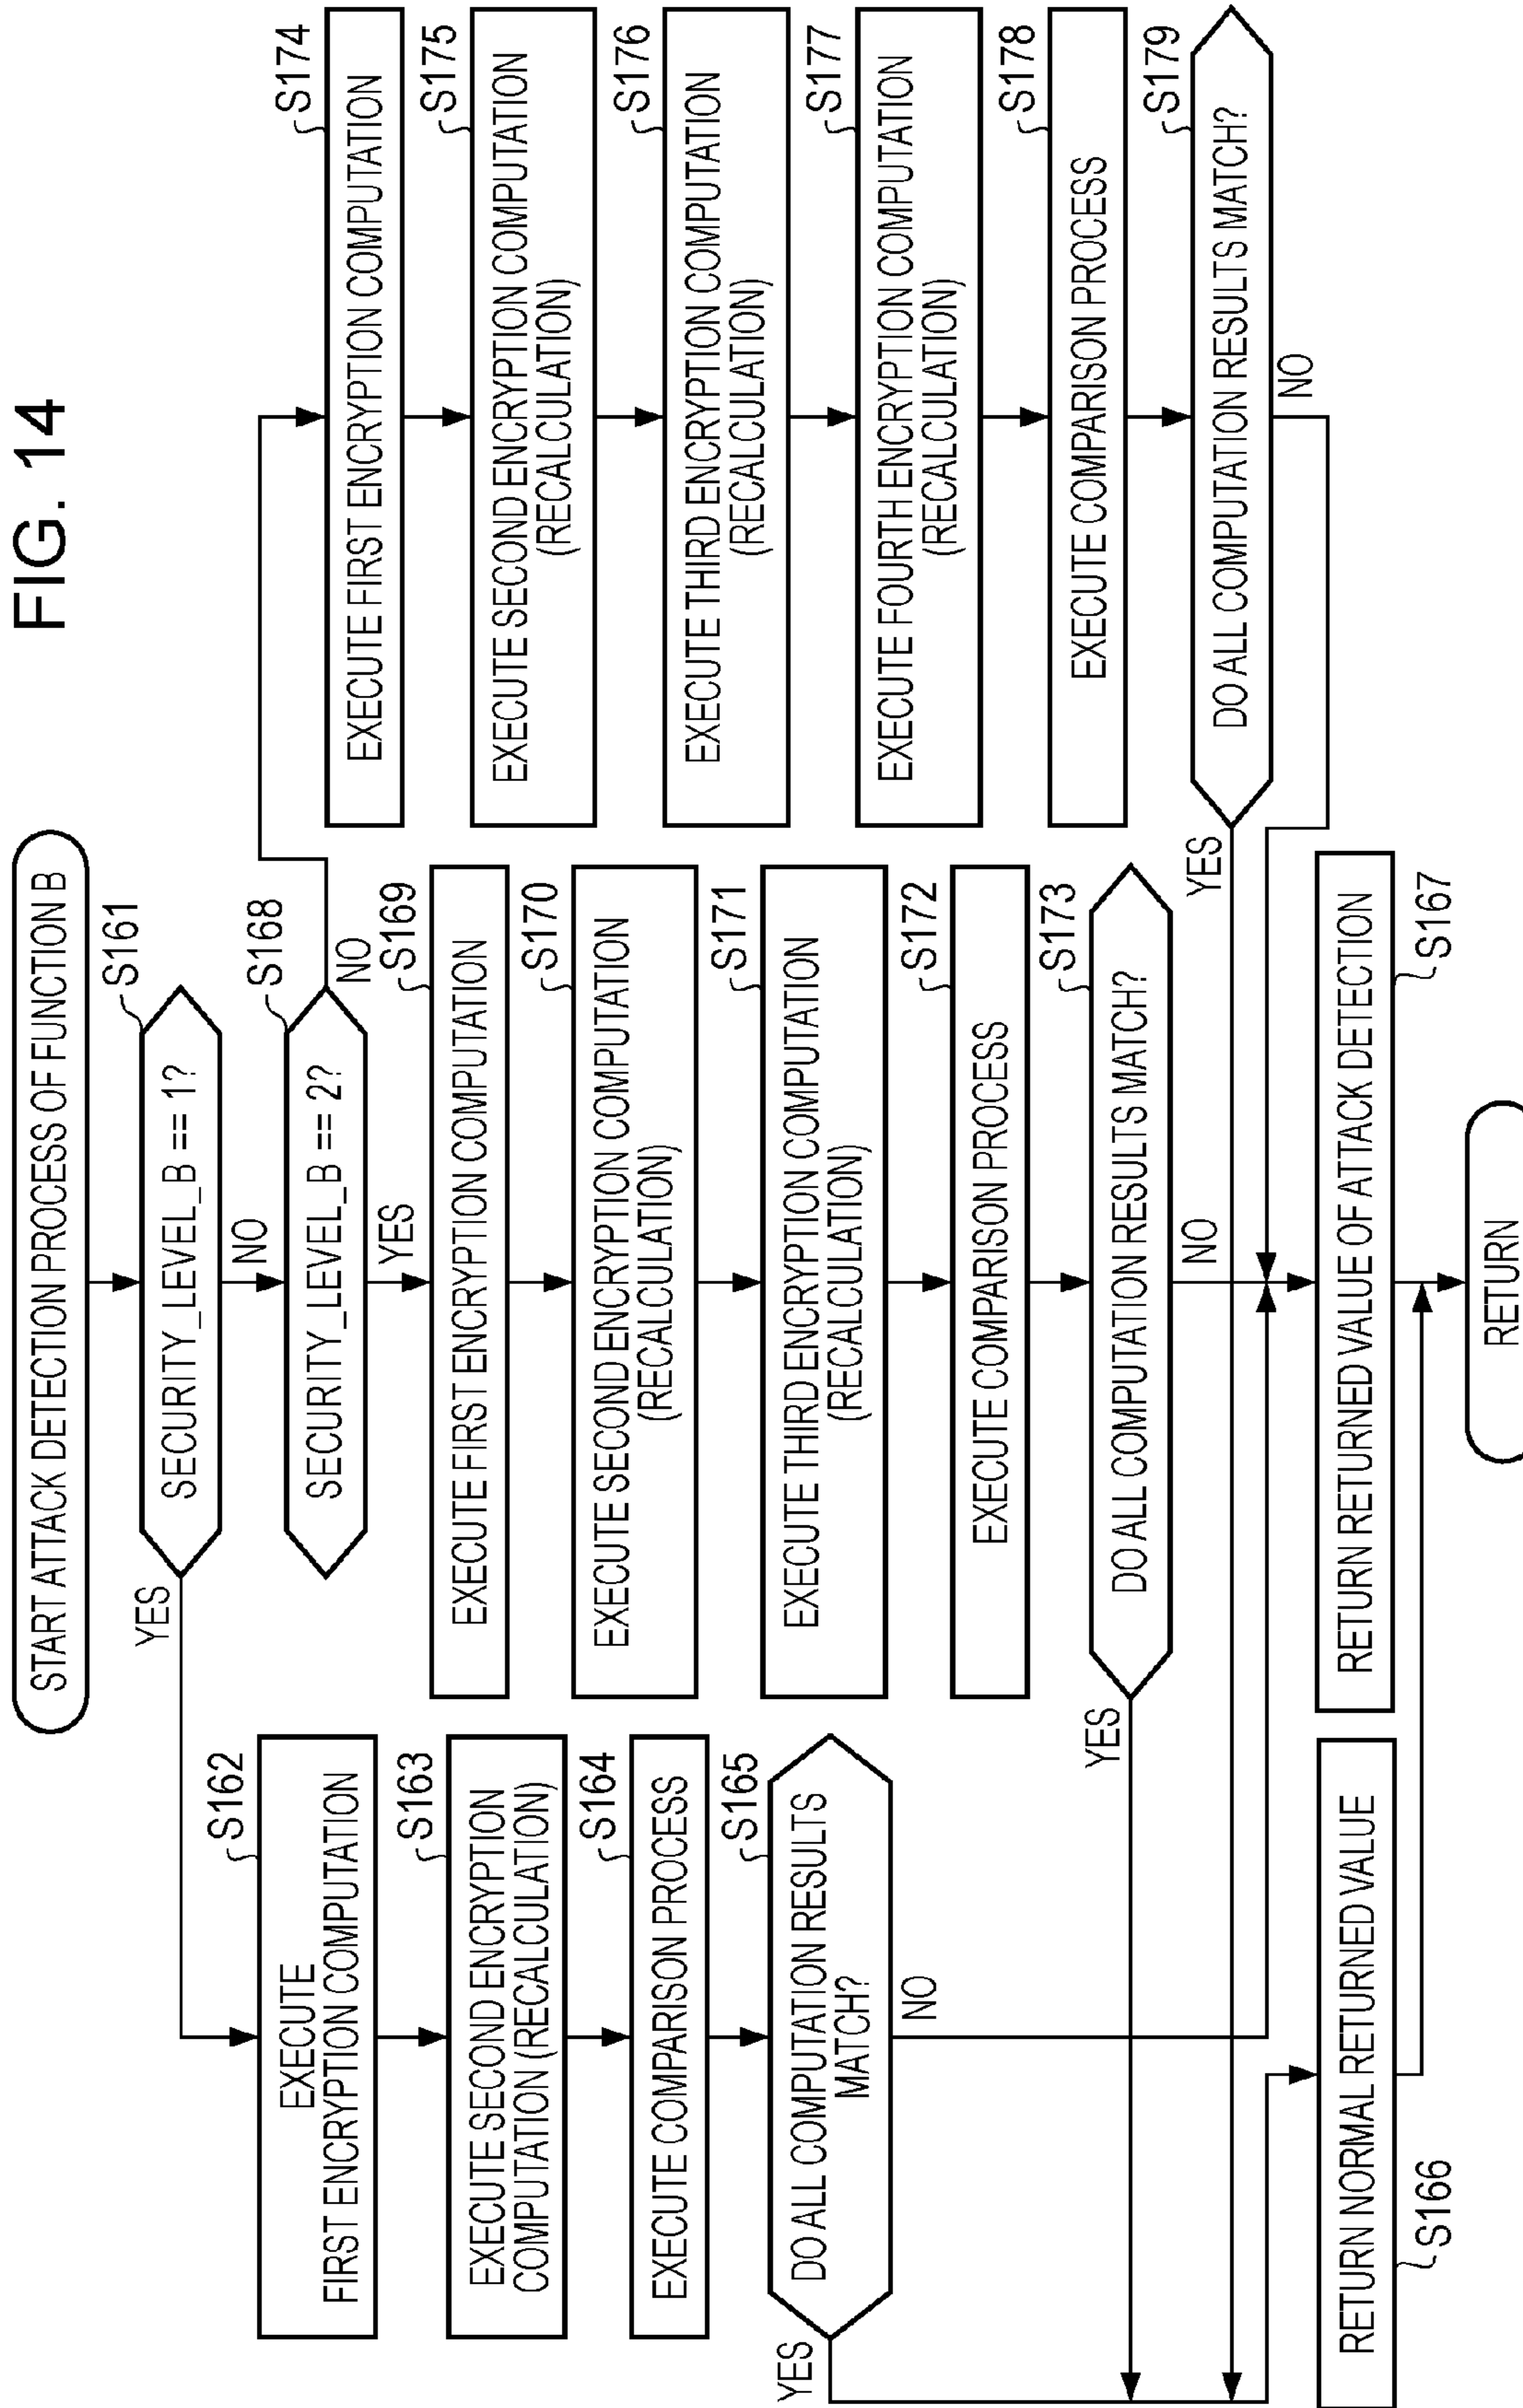 FIG. 14
START ATTACK DETECTION PROCESS OF FUNCTION B
S161
SECURITY_LEVEL_B == 1?
YES
NO
S162
EXECUTE
FIRST ENCRYPTION COMPUTATION
S163
EXECUTE SECOND ENCRYPTION
COMPUTATION (RECALCULATION)
S164
EXECUTE COMPARISON PROCESS
S165
DO ALL COMPUTATION RESULTS
MATCH?
YES
NO
S168
SECURITY_LEVEL_B == 2?
NO
YES
S169
EXECUTE FIRST ENCRYPTION COMPUTATION
S170
EXECUTE SECOND ENCRYPTION COMPUTATION
(RECALCULATION)
S171
EXECUTE THIRD ENCRYPTION COMPUTATION
(RECALCULATION)
S172
EXECUTE COMPARISON PROCESS
S173
DO ALL COMPUTATION RESULTS MATCH?
YES
NO
S174
EXECUTE FIRST ENCRYPTION COMPUTATION
S175
EXECUTE SECOND ENCRYPTION COMPUTATION
(RECALCULATION)
S176
EXECUTE THIRD ENCRYPTION COMPUTATION
(RECALCULATION)
S177
EXECUTE FOURTH ENCRYPTION COMPUTATION
(RECALCULATION)
S178
EXECUTE COMPARISON PROCESS
S179
DO ALL COMPUTATION RESULTS MATCH?
YES
NO
RETURN NORMAL RETURNED VALUE
S166
RETURN RETURNED VALUE OF ATTACK DETECTION
S167
RETURN